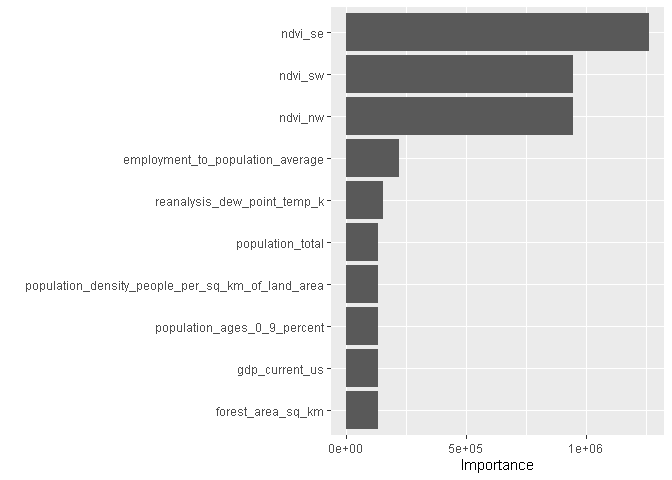 ndvi_se
ndvi_sw
ndvi_nw
employment_to_population_average
reanalysis_dew_point_temp_k
population_total
population_density_people_per_sq_km_of_land_area
population_ages_0_9_percent
gdp_current_us
forest_area_sq_km
0e+00 5e+05 1e+06
Importance